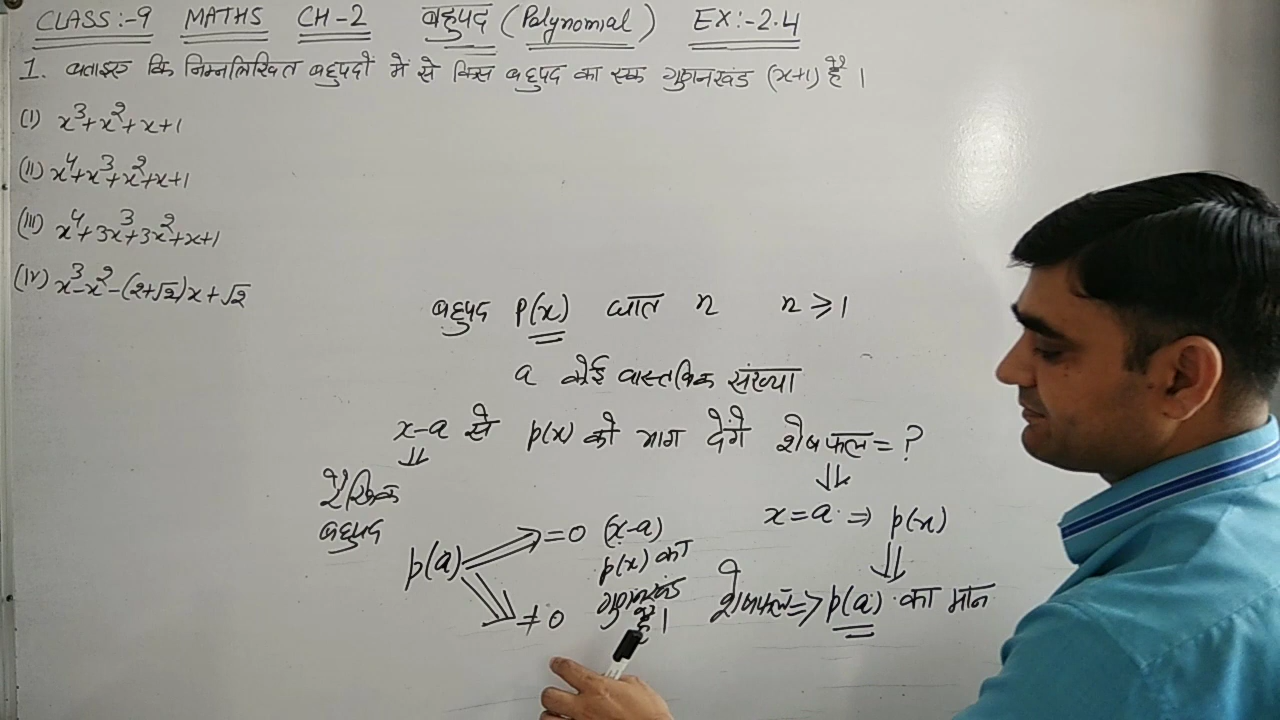 CLASS:-9 MATHS CH-2 बहुपद (Polynomial) EX:-2.4
1. बताइए कि निम्नलिखित बहुपदों में से किस बहुपद का एक गुणनखंड (x+1) है।
(i) x³+x²+x+1
(ii) x⁴+x³+x²+x+1
(iii) x⁴+3x³+3x²+x+1
(iv) x³-x²-(2+√2)x+√2
बहुपद p(x) घात n n ≥ 1
a कोई वास्तविक संख्या
x-a से p(x) को भाग देंगे शेषफल = ?
⇓ ⇓
रैखिक
बहुपद
x=a ⇒ p(x)
⇓
p(a) =0 (x-a)
p(x) का
गुणनखंड
है।
≠0
शेषफल ⇒ p(a) का मान